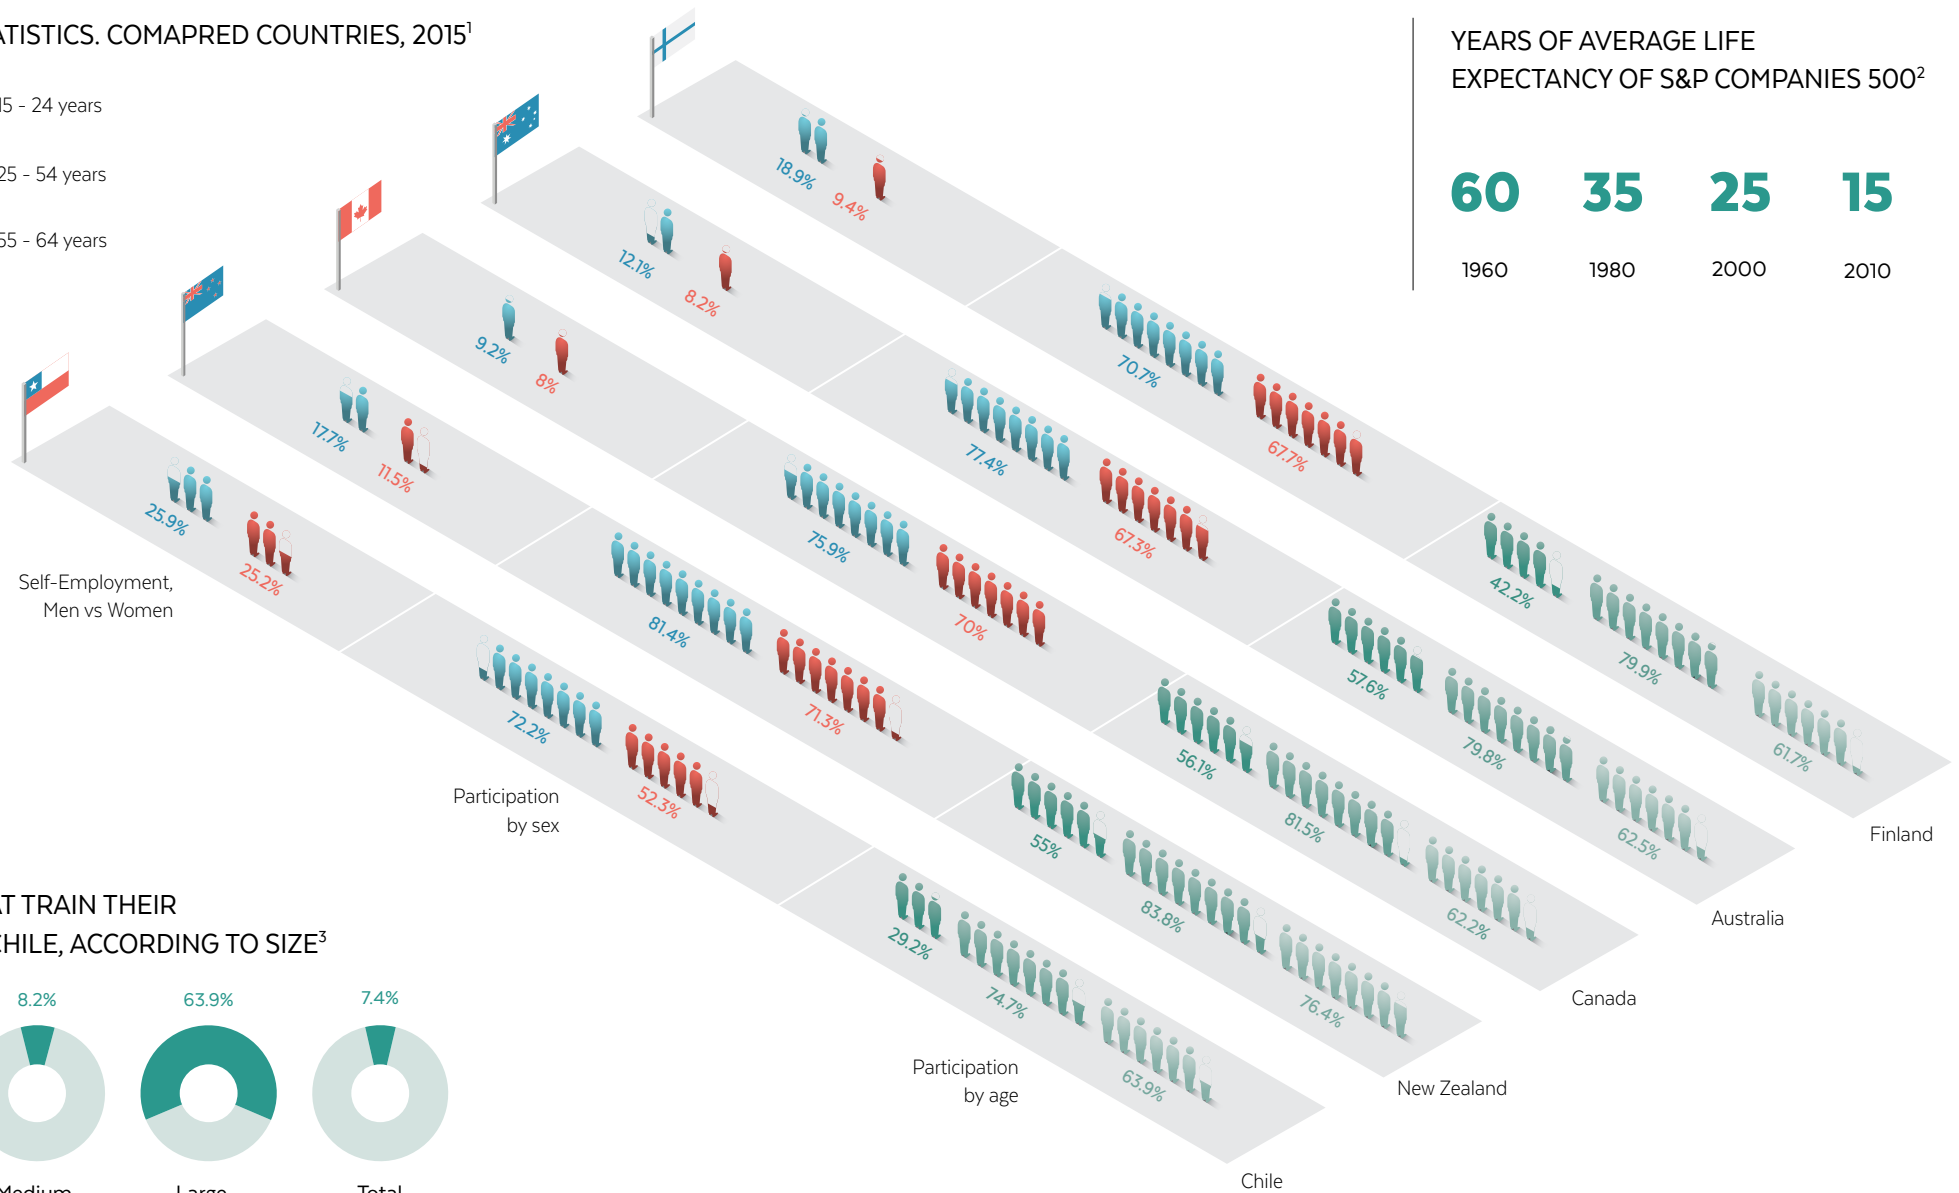 ATISTICS. COMAPRED COUNTRIES, 2015¹
15 - 24 years
25 - 54 years
55 - 64 years
YEARS OF AVERAGE LIFE
EXPECTANCY OF S&P COMPANIES 500²
60 35 25 15
1960 1980 2000 2010
18.9% 9.4%
70.7% 67.7%
42.2% 79.9% 61.7%
Finland
12.1% 8.2%
77.4% 67.3%
57.6% 79.8% 62.5%
Australia
9.2% 8%
75.9% 70%
56.1% 81.5% 62.2%
Canada
17.7% 11.5%
81.4% 71.3%
55% 83.8% 76.4%
New Zealand
25.9% 25.2%
72.2% 52.3%
29.2% 74.7% 63.9%
Chile
Self-Employment,
Men vs Women
Participation
by sex
Participation
by age
AT TRAIN THEIR
CHILE, ACCORDING TO SIZE³
8.2% 63.9% 7.4%
Medium Large Total